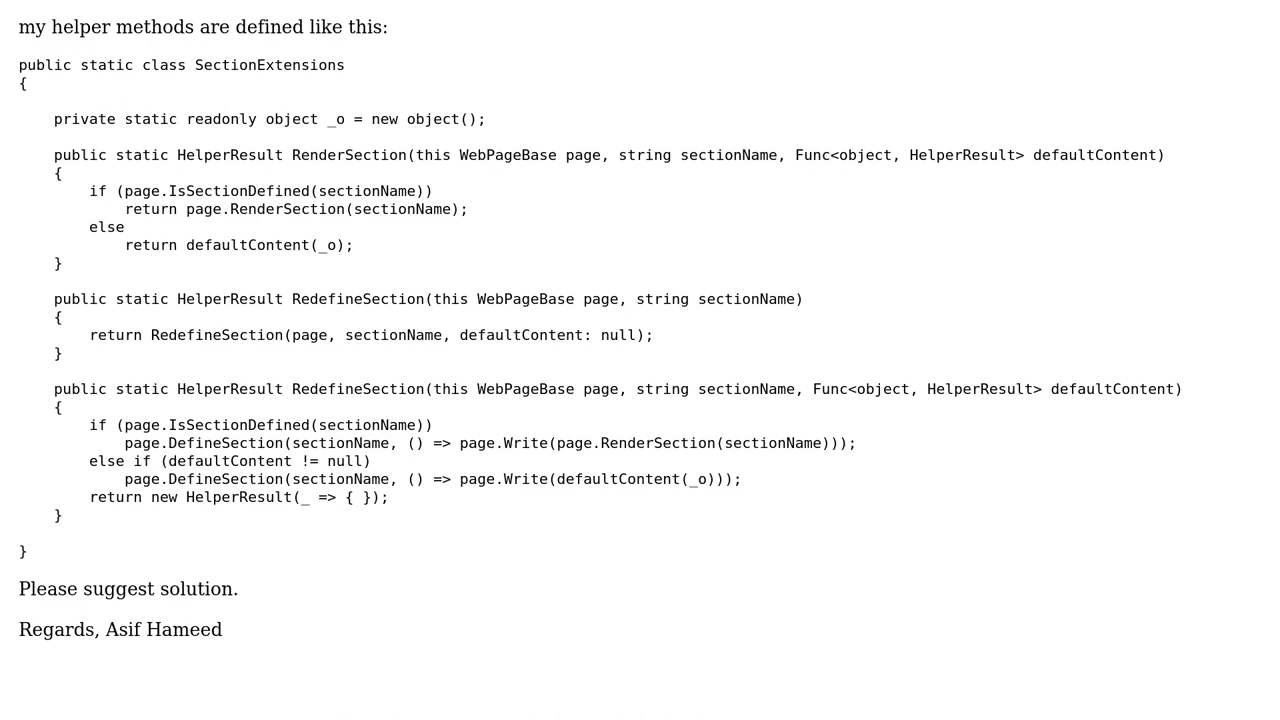 my helper methods are defined like this:
public static class SectionExtensions
{
    private static readonly object _o = new object();
    public static HelperResult RenderSection(this WebPageBase page, string sectionName, Func<object, HelperResult> defaultContent)
    {
        if (page.IsSectionDefined(sectionName))
            return page.RenderSection(sectionName);
        else
            return defaultContent(_o);
    }
    public static HelperResult RedefineSection(this WebPageBase page, string sectionName)
    {
        return RedefineSection(page, sectionName, defaultContent: null);
    }
    public static HelperResult RedefineSection(this WebPageBase page, string sectionName, Func<object, HelperResult> defaultContent)
    {
        if (page.IsSectionDefined(sectionName))
            page.DefineSection(sectionName, () => page.Write(page.RenderSection(sectionName)));
        else if (defaultContent != null)
            page.DefineSection(sectionName, () => page.Write(defaultContent(_o)));
        return new HelperResult(_ => { });
    }
}
Please suggest solution.
Regards, Asif Hameed